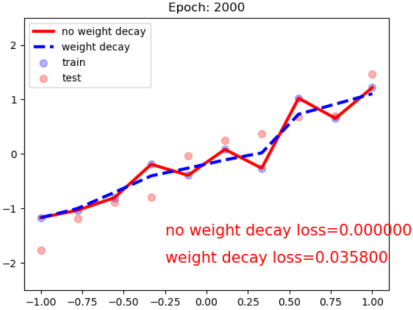 Epoch: 2000
no weight decay
weight decay
train
test
2
1
0
−1
−2
no weight decay loss=0.000000
weight decay loss=0.035800
−1.00 −0.75 −0.50 −0.25 0.00 0.25 0.50 0.75 1.00